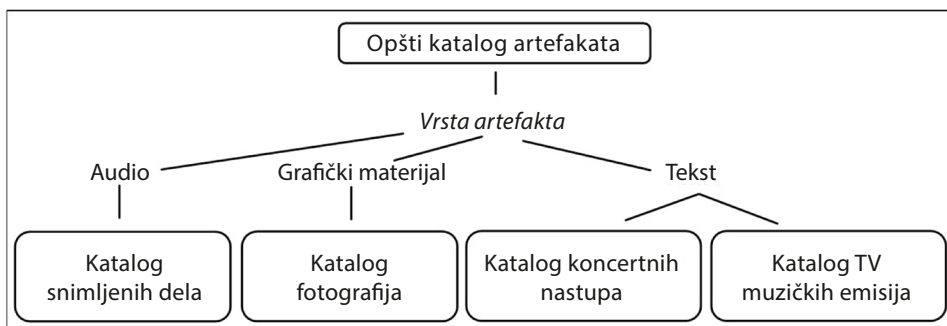 Opšti katalog artefakata
Vrsta artefakta
Audio
Grafički materijal
Tekst
Katalog
snimljenih dela
Katalog
fotografija
Katalog koncertnih
nastupa
Katalog TV
muzičkih emisija